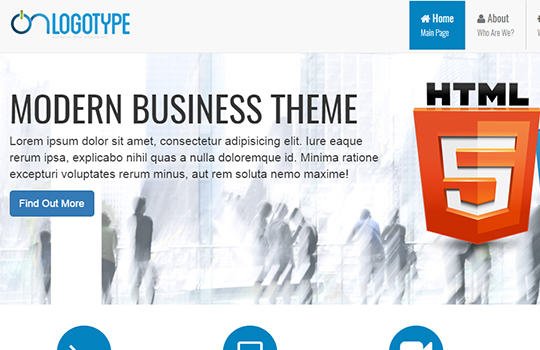 on LOGOTYPE
Home
Main Page
About
Who Are We?
MODERN BUSINESS THEME
Lorem ipsum dolor sit amet, consectetur adipisicing elit. Iure eaque
rerum ipsa, explicabo nihil quas a nulla doloremque id. Minima ratione
excepturi voluptates rerum minus, aut rem soluta nemo maxime!
Find Out More
HTML
5